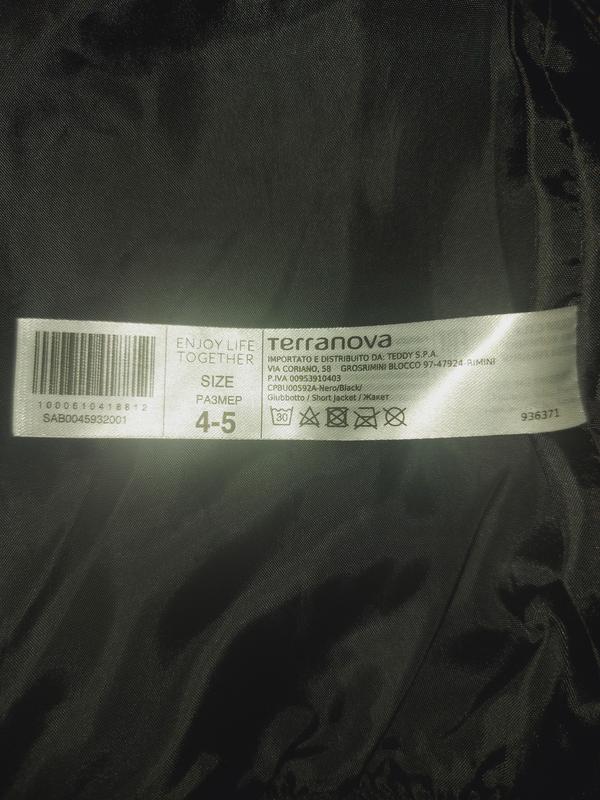 1000610418812
SAB0045932001
ENJOY LIFE
TOGETHER
SIZE
РАЗМЕР
4-5
Terranova
IMPORTATO E DISTRIBUITO DA: TEDDY S.P.A.
VIA CORIANO, 58 GROSRIMINI BLOCCO 97-47924-RIMINI
P.IVA 00953910403
CPBU00592A-Nero/Black/
Giubbotto / Short jacket / Жакет
30
936371